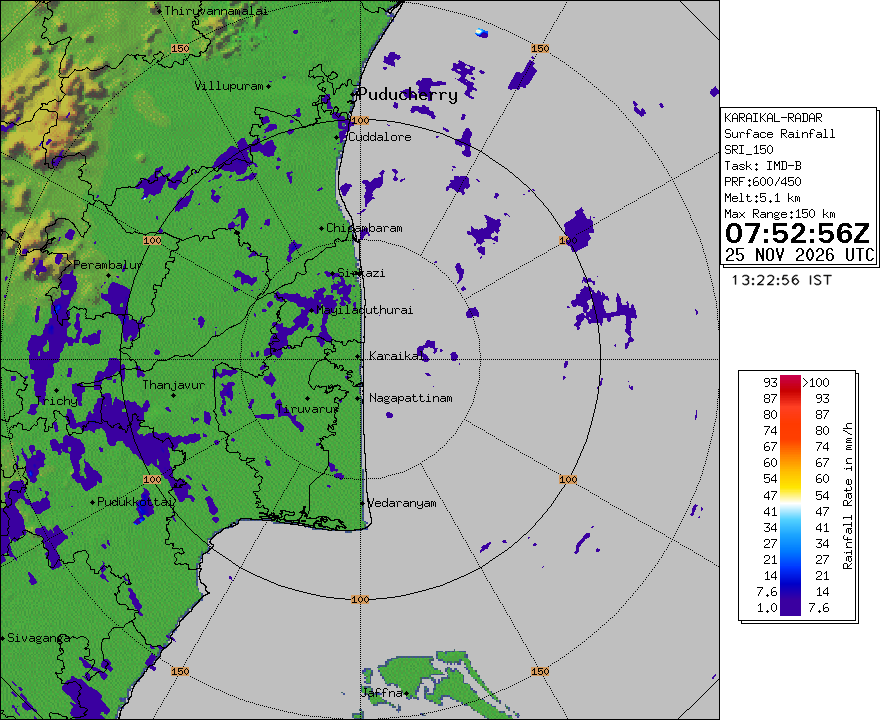 Thiruvannamalai
150
150
Villupuram
Puducherry
100
Cuddalore
Chidambaram
100
100
Perambalur
Sirkazi
Mayiladuthurai
Karaikal
Thanjavur
Trichy
Nagapattinam
Tiruvarur
100
100
Pudukkottai
Vedaranyam
100
Sivaganga
150
150
Jaffna
KARAIKAL-RADAR
Surface Rainfall
SRI_150
Task: IMD-B
PRF:600/450
Melt:5.1 km
Max Range:150 km
07:52:56Z
25 NOV 2026 UTC
13:22:56 IST
93 >100
87 93
80 87
74 80
67 74
60 67
54 60
47 54
41 47
34 41
27 34
21 27
14 21
7.6 14
1.0 7.6
Rainfall Rate in mm/h